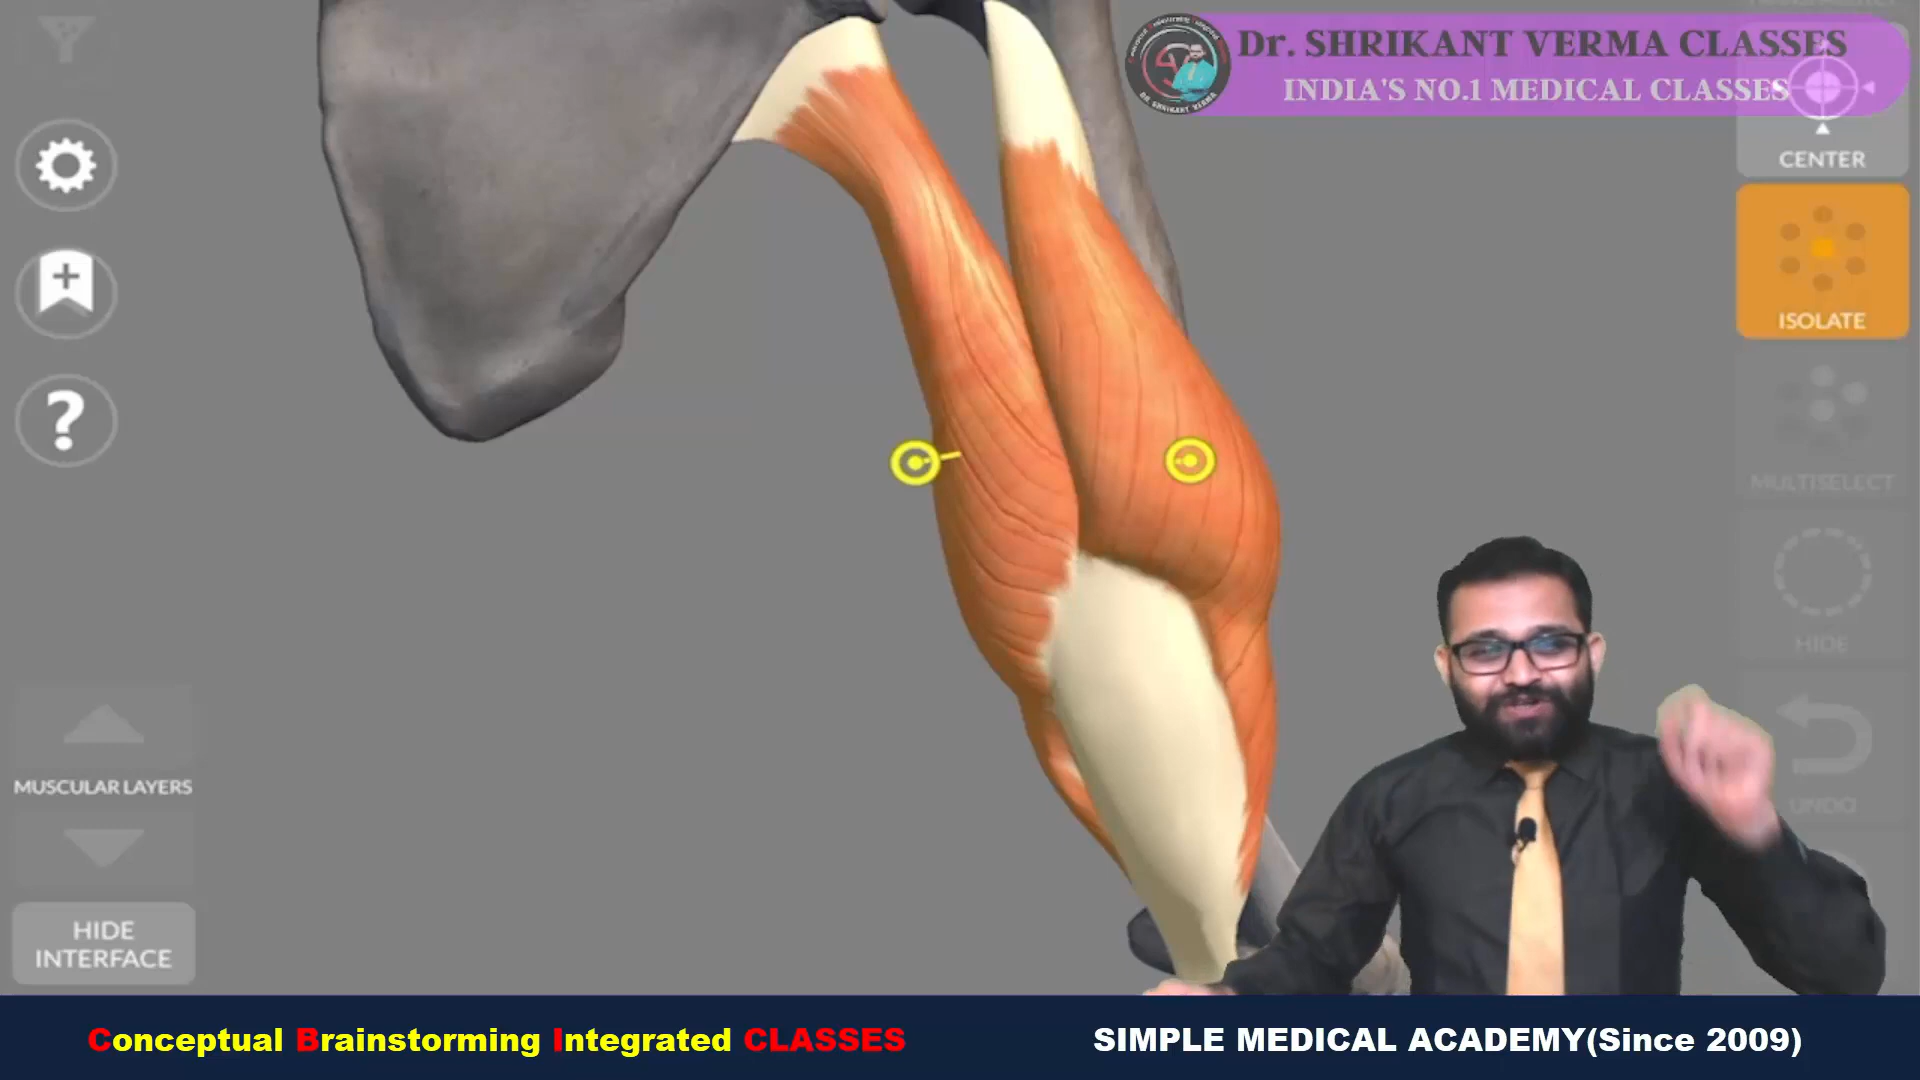 Dr. SHRIKANT VERMA CLASSES
INDIA'S NO.1 MEDICAL CLASSES
CENTER
ISOLATE
MULTISELECT
HIDE
UNDO
MUSCULAR LAYERS
HIDE
INTERFACE
Conceptual Brainstorming Integrated CLASSES
SIMPLE MEDICAL ACADEMY(Since 2009)